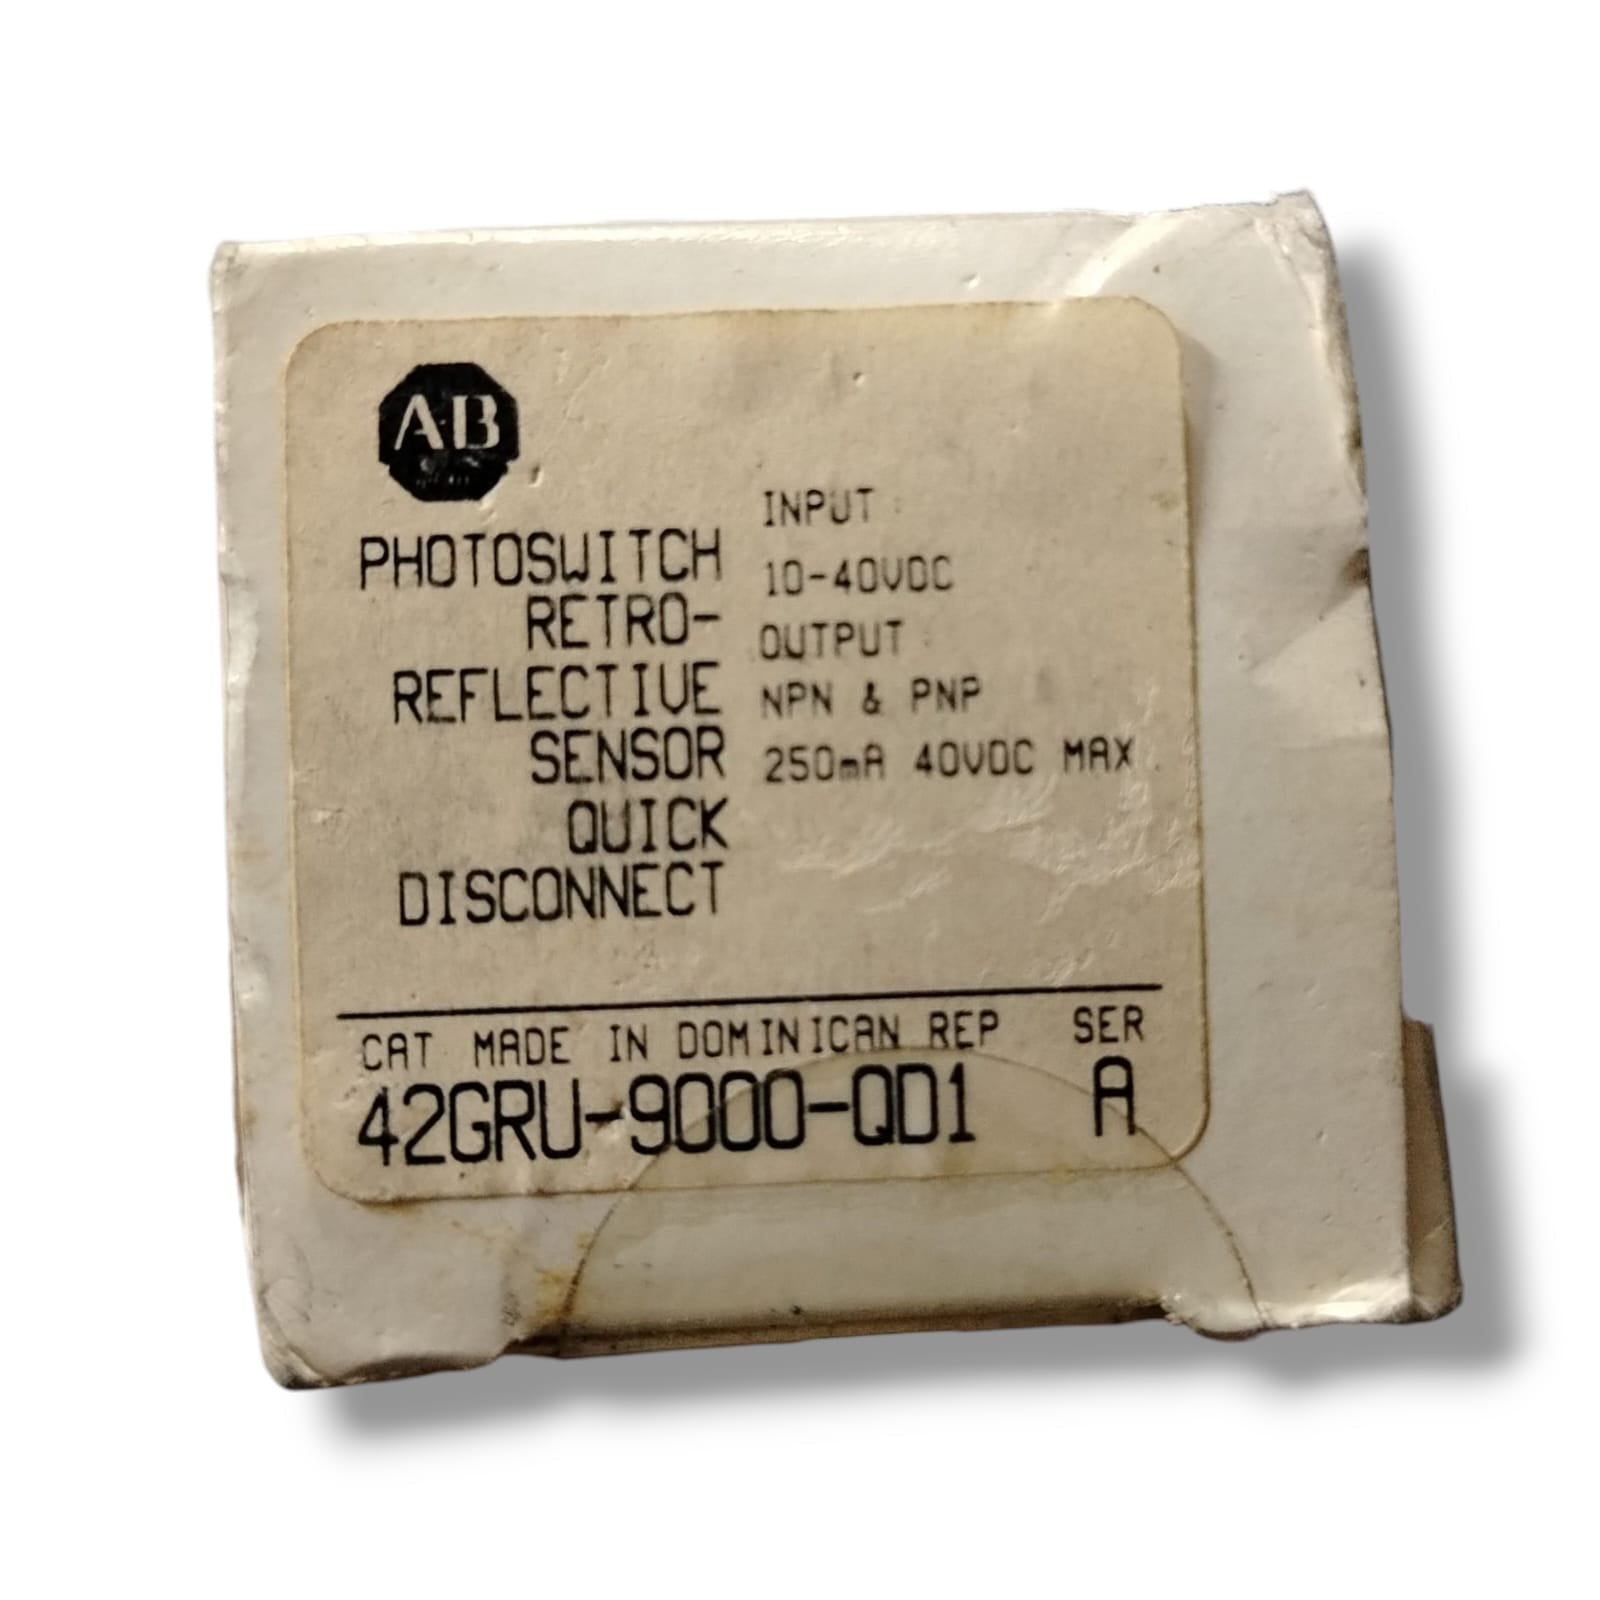 AB
PHOTOSWITCH
RETRO-
REFLECTIVE
SENSOR
QUICK
DISCONNECT
INPUT :
10-40VDC
OUTPUT :
NPN & PNP
250mA 40VDC MAX.
CAT MADE IN DOMINICAN REP SER
42GRU-9000-QD1 A